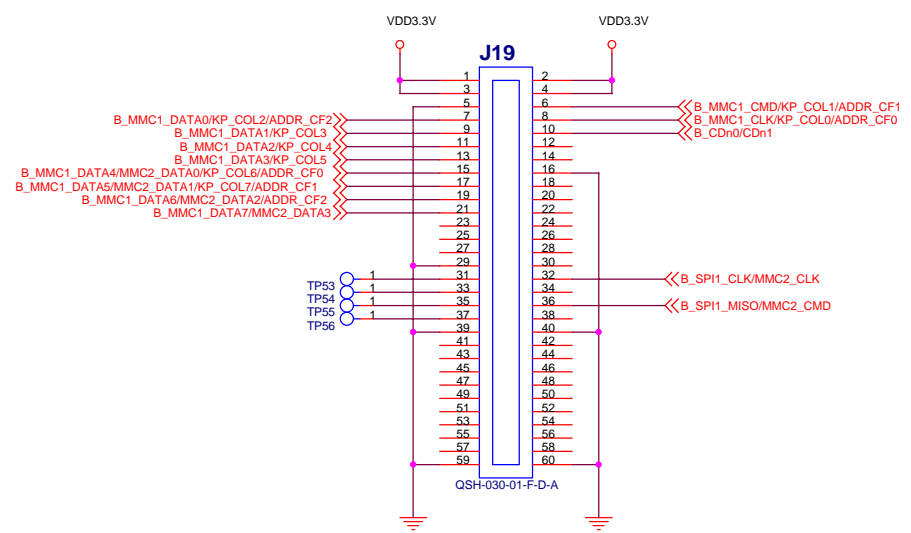 VDD3.3V VDD3.3V
J19
1 2
3 4
5 6 B_MMC1_CMD/KP_COL1/ADDR_CF1
B_MMC1_DATA0/KP_COL2/ADDR_CF2 7 8 B_MMC1_CLK/KP_COL0/ADDR_CF0
B_MMC1_DATA1/KP_COL3 9 10 B_CDn0/CDn1
B_MMC1_DATA2/KP_COL4 11 12
B_MMC1_DATA3/KP_COL5 13 14
B_MMC1_DATA4/MMC2_DATA0/KP_COL6/ADDR_CF0 15 16
B_MMC1_DATA5/MMC2_DATA1/KP_COL7/ADDR_CF1 17 18
B_MMC1_DATA6/MMC2_DATA2/ADDR_CF2 19 20
B_MMC1_DATA7/MMC2_DATA3 21 22
23 24
25 26
27 28
29 30
TP53 1 31 32 B_SPI1_CLK/MMC2_CLK
TP54 1 33 34
TP55 1 35 36 B_SPI1_MISO/MMC2_CMD
TP56 1 37 38
39 40
41 42
43 44
45 46
47 48
49 50
51 52
53 54
55 56
57 58
59 60
QSH-030-01-F-D-A